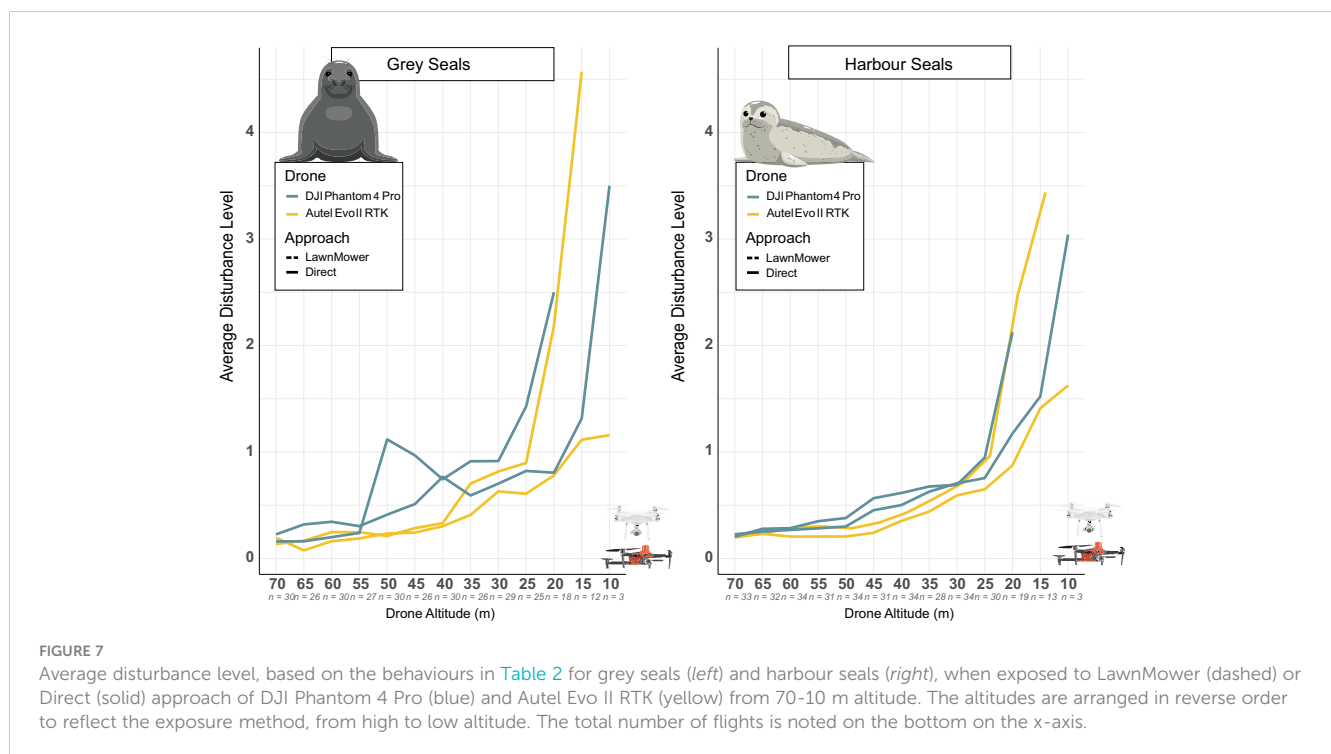 Grey Seals
Average Disturbance Level
4
3
2
1
0
Drone
DJI Phantom 4 Pro
Autel Evo II RTK
Approach
LawnMower
Direct
70 65 60 55 50 45 40 35 30 25 20 15 10
n = 30 n = 26 n = 30 n = 27 n = 30 n = 26 n = 30 n = 26 n = 29 n = 25 n = 18 n = 12 n = 3
Drone Altitude (m)
Harbour Seals
Average Disturbance Level
4
3
2
1
0
Drone
DJI Phantom 4 Pro
Autel Evo II RTK
Approach
LawnMower
Direct
70 65 60 55 50 45 40 35 30 25 20 15 10
n = 33 n = 32 n = 34 n = 31 n = 34 n = 31 n = 34 n = 28 n = 34 n = 30 n = 19 n = 13 n = 3
Drone Altitude (m)
FIGURE 7
Average disturbance level, based on the behaviours in Table 2 for grey seals (left) and harbour seals (right), when exposed to LawnMower (dashed) or
Direct (solid) approach of DJI Phantom 4 Pro (blue) and Autel Evo II RTK (yellow) from 70-10 m altitude. The altitudes are arranged in reverse order
to reflect the exposure method, from high to low altitude. The total number of flights is noted on the bottom on the x-axis.